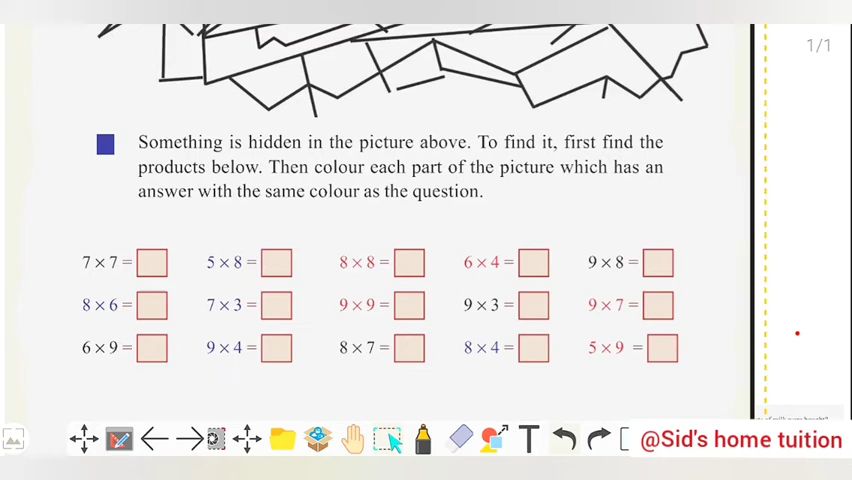 1/1
Something is hidden in the picture above. To find it, first find the
products below. Then colour each part of the picture which has an
answer with the same colour as the question.
7 × 7 = 5 × 8 = 8 × 8 = 6 × 4 = 9 × 8 =
8 × 6 = 7 × 3 = 9 × 9 = 9 × 3 = 9 × 7 =
6 × 9 = 9 × 4 = 8 × 7 = 8 × 4 = 5 × 9 =
T
@Sid's home tuition